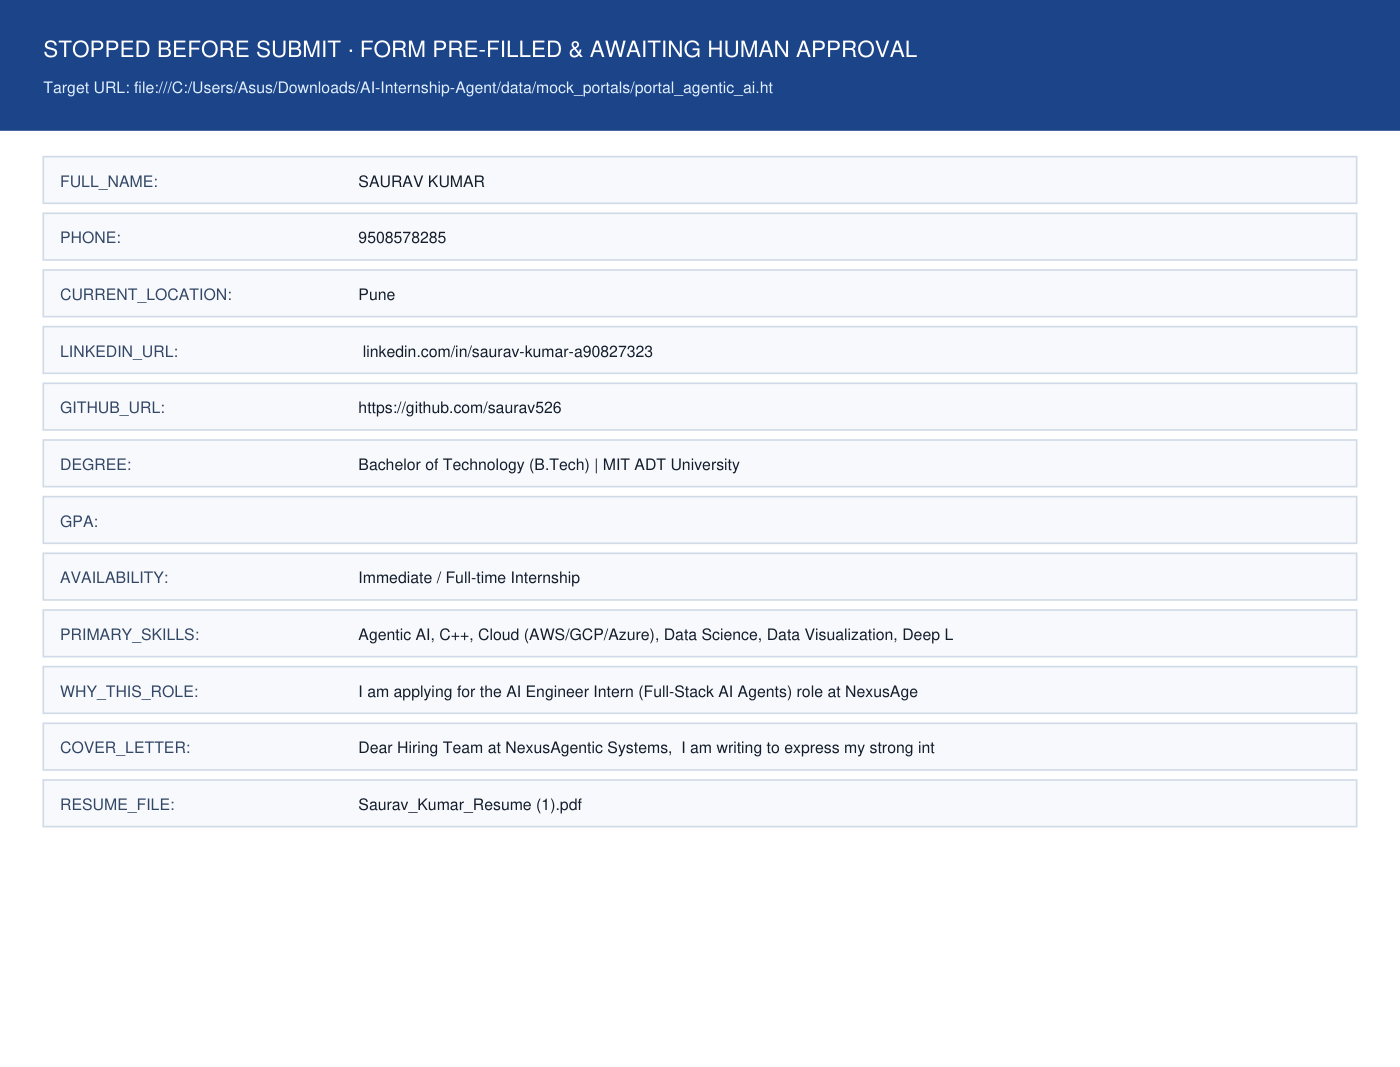 STOPPED BEFORE SUBMIT · FORM PRE-FILLED & AWAITING HUMAN APPROVAL
Target URL: file:///C:/Users/Asus/Downloads/AI-Internship-Agent/data/mock_portals/portal_agentic_ai.ht
FULL_NAME: SAURAV KUMAR
PHONE: 9508578285
CURRENT_LOCATION: Pune
LINKEDIN_URL: linkedin.com/in/saurav-kumar-a90827323
GITHUB_URL: https://github.com/saurav526
DEGREE: Bachelor of Technology (B.Tech) | MIT ADT University
GPA:
AVAILABILITY: Immediate / Full-time Internship
PRIMARY_SKILLS: Agentic AI, C++, Cloud (AWS/GCP/Azure), Data Science, Data Visualization, Deep L
WHY_THIS_ROLE: I am applying for the AI Engineer Intern (Full-Stack AI Agents) role at NexusAge
COVER_LETTER: Dear Hiring Team at NexusAgentic Systems,  I am writing to express my strong int
RESUME_FILE: Saurav_Kumar_Resume (1).pdf